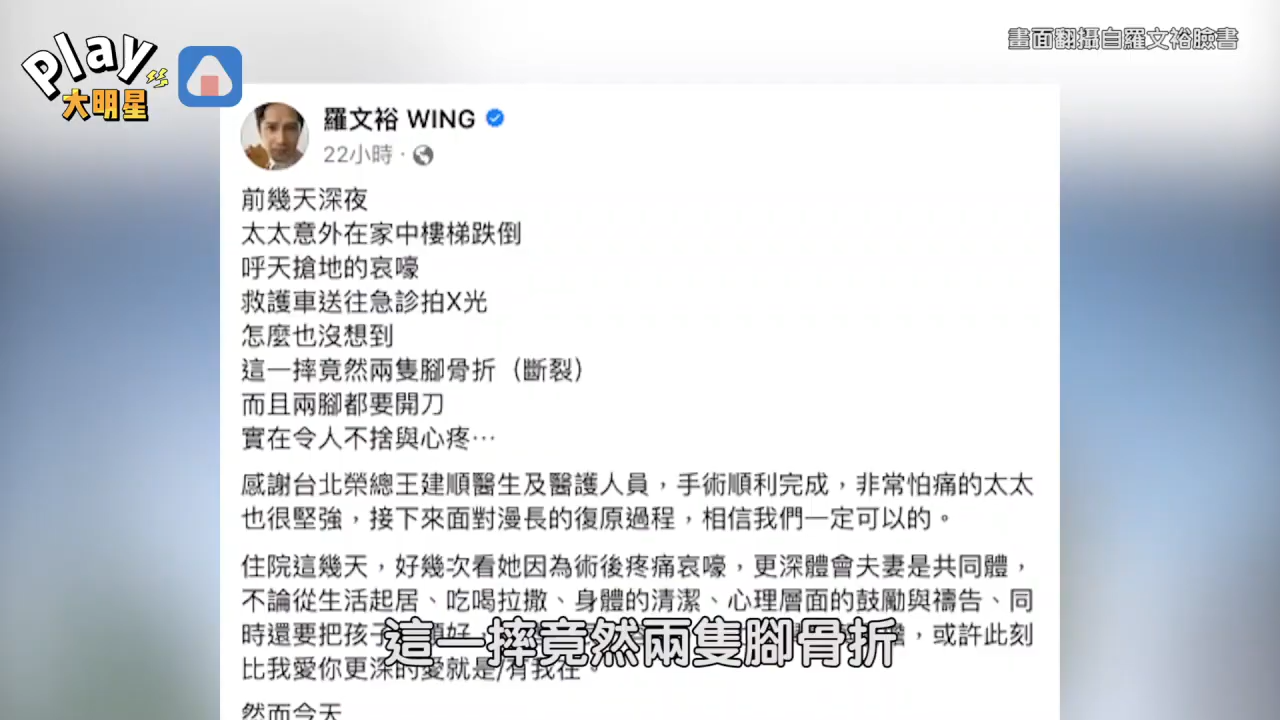 Play
大明星
畫面翻攝自羅文裕臉書
羅文裕 WING
22小時 ·
前幾天深夜
太太意外在家中樓梯跌倒
呼天搶地的哀嚎
救護車送往急診拍X光
怎麼也沒想到
這一摔竟然兩隻腳骨折（斷裂）
而且兩腳都要開刀
實在令人不捨與心疼…
感謝台北榮總王建順醫生及醫護人員，手術順利完成，非常怕痛的太太
也很堅強，接下來面對漫長的復原過程，相信我們一定可以的。
住院這幾天，好幾次看她因為術後疼痛哀嚎，更深體會夫妻是共同體，
不論從生活起居、吃喝拉撒、身體的清潔、心理層面的鼓勵與禱告、同
時還要把孩子 好， ，或許此刻
比我愛你更深的愛就是/有我在。
這一摔竟然兩隻腳骨折
然而今天